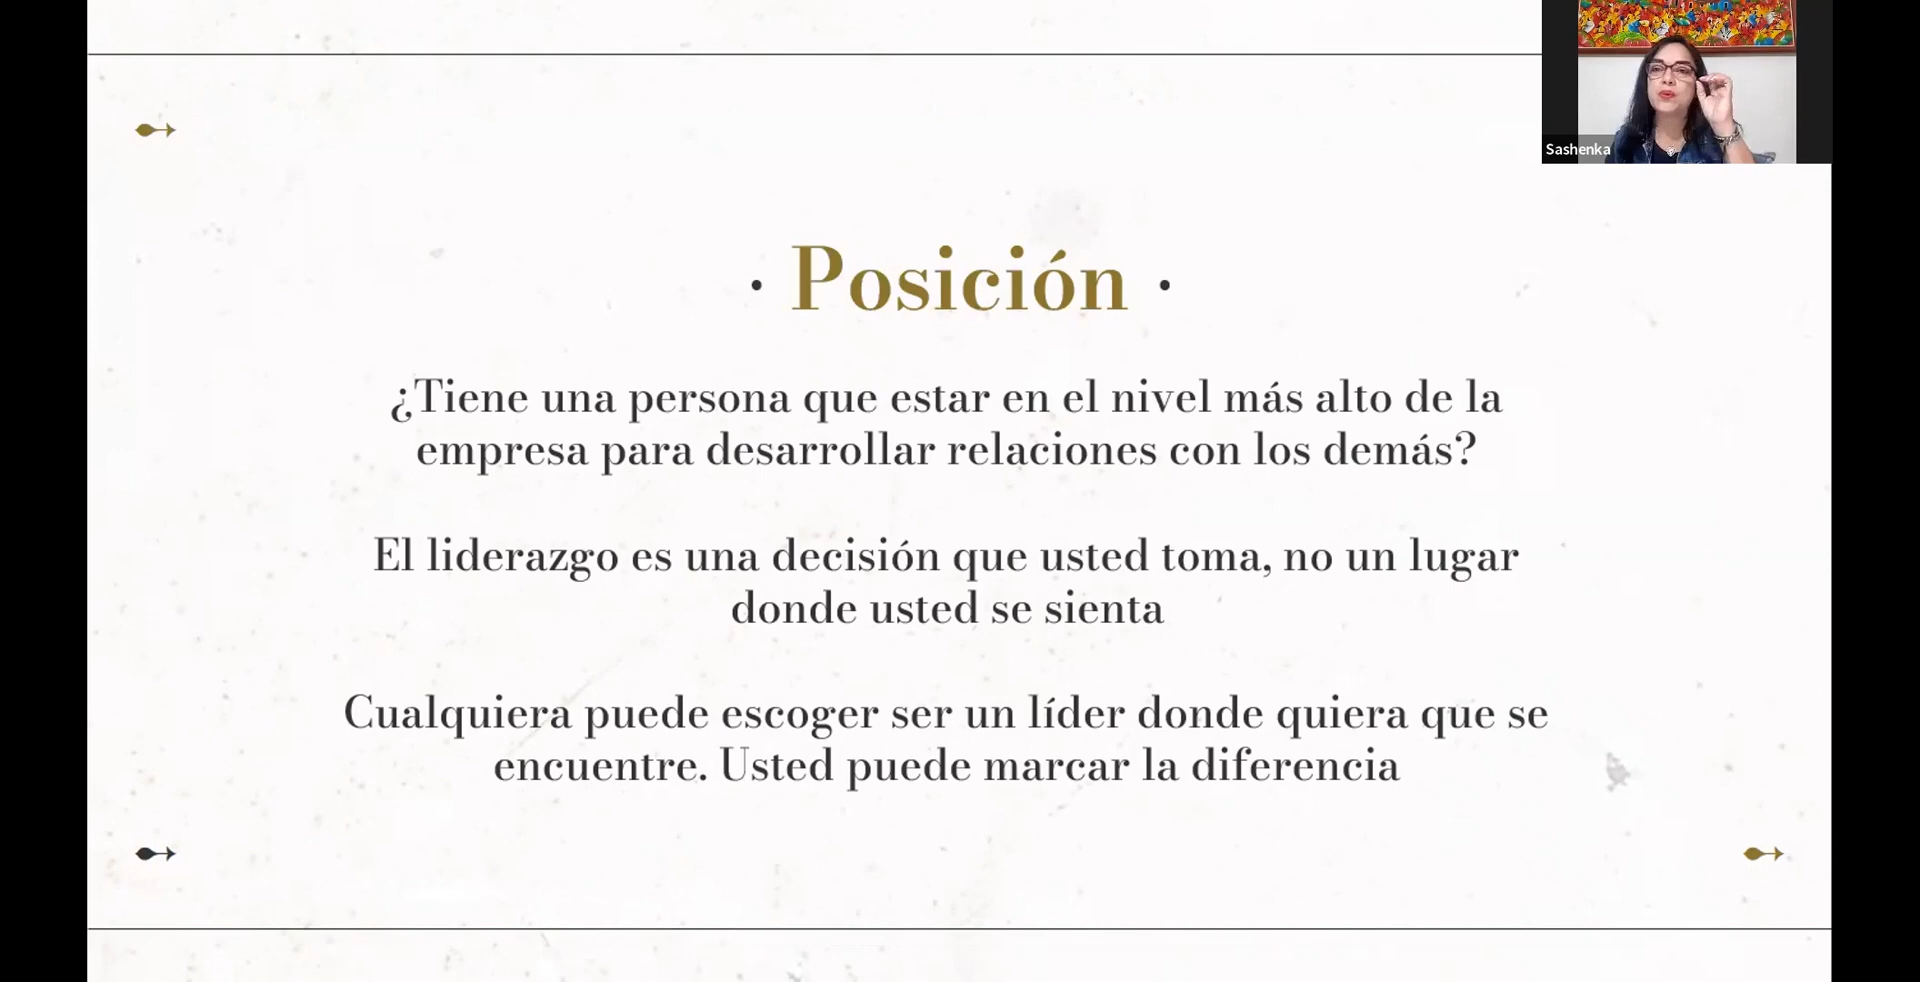 Sashenka
· Posición ·
¿Tiene una persona que estar en el nivel más alto de la
empresa para desarrollar relaciones con los demás?
El liderazgo es una decisión que usted toma, no un lugar
donde usted se sienta
Cualquiera puede escoger ser un líder donde quiera que se
encuentre. Usted puede marcar la diferencia